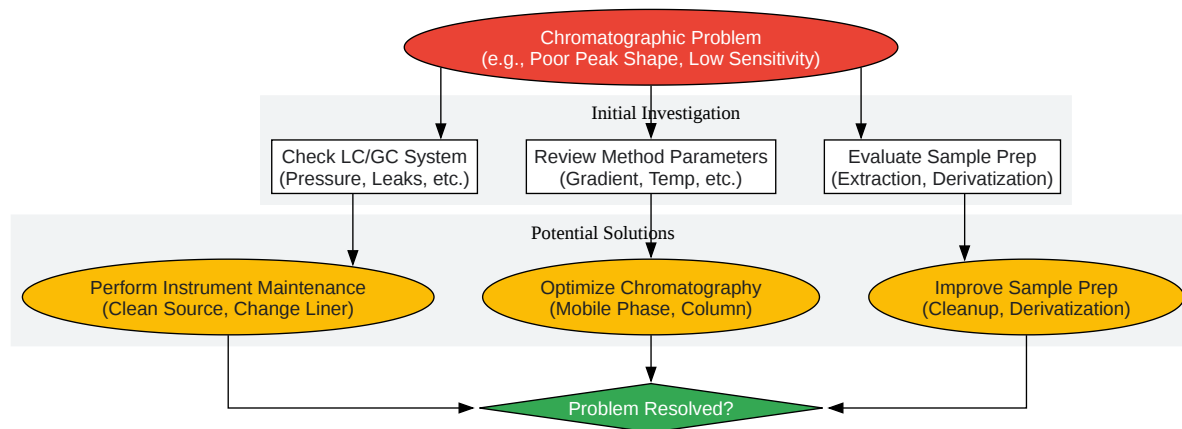 Chromatographic Problem
(e.g., Poor Peak Shape, Low Sensitivity)
Initial Investigation
Check LC/GC System
(Pressure, Leaks, etc.)
Review Method Parameters
(Gradient, Temp, etc.)
Evaluate Sample Prep
(Extraction, Derivatization)
Potential Solutions
Perform Instrument Maintenance
(Clean Source, Change Liner)
Optimize Chromatography
(Mobile Phase, Column)
Improve Sample Prep
(Cleanup, Derivatization)
Problem Resolved?